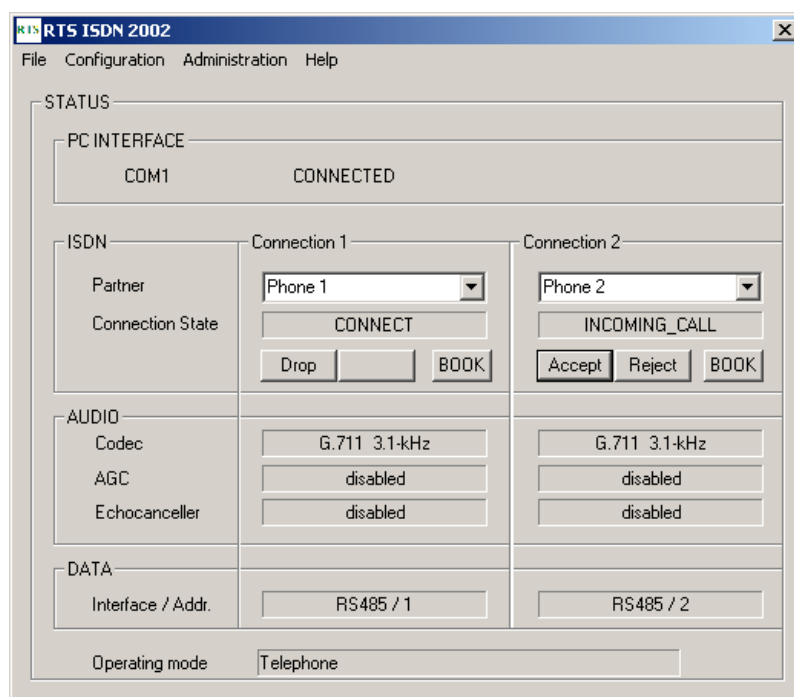 RTS RTS ISDN 2002
File Configuration Administration Help
STATUS
PC INTERFACE
COM1 CONNECTED
ISDN Connection 1 Connection 2
Partner Phone 1 Phone 2
Connection State CONNECT INCOMING_CALL
Drop BOOK Accept Reject BOOK
AUDIO
Codec G.711 3.1-kHz G.711 3.1-kHz
AGC disabled disabled
Echocanceller disabled disabled
DATA
Interface / Addr. RS485 / 1 RS485 / 2
Operating mode Telephone